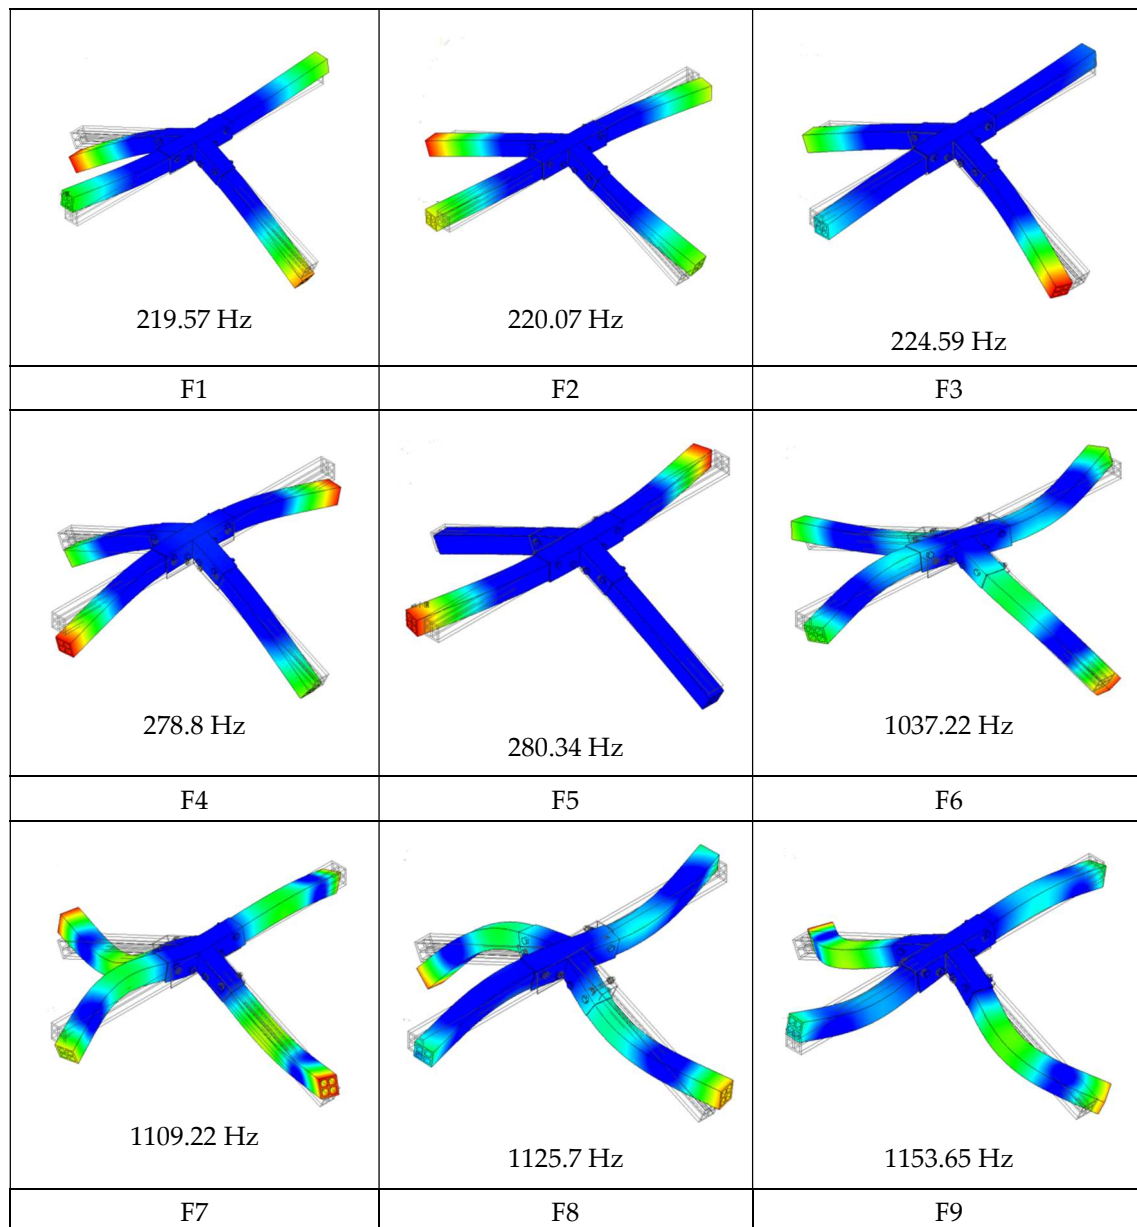 219.57 Hz
220.07 Hz
224.59 Hz
F1
F2
F3
278.8 Hz
280.34 Hz
1037.22 Hz
F4
F5
F6
1109.22 Hz
1125.7 Hz
1153.65 Hz
F7
F8
F9